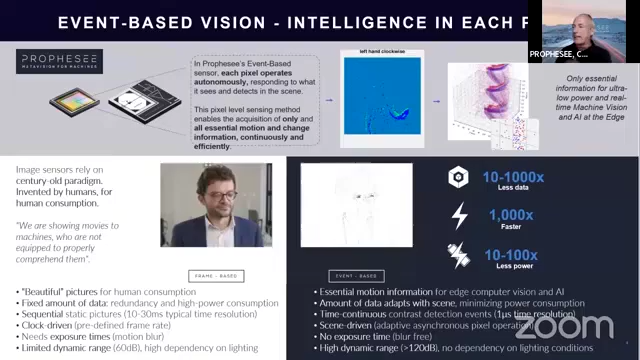 EVENT-BASED VISION - INTELLIGENCE IN EACH P
PROPHESEE, C...
PROPHESEE
METAVISION FOR MACHINES
In Prophesee's Event-Based
sensor, each pixel operates
autonomously, responding to what
it sees and detects in the scene.
This pixel level sensing method
enables the acquisition of only and
all essential motion and change
information, continuously and
efficiently.
left hand clockwise
Only essential
information for ultra-
low power and real-
time Machine Vision
and AI at the Edge
Image sensors rely on
century-old paradigm.
Invented by humans, for
human consumption.
"We are showing movies to
machines, who are not
equipped to properly
comprehend them".
FRAME - BASED
• "Beautiful" pictures for human consumption
• Fixed amount of data: redundancy and high-power consumption
• Sequential static pictures (10-30ms typical time resolution)
• Clock-driven (pre-defined frame rate)
• Needs exposure times (motion blur)
• Limited dynamic range (60dB), high dependency on lighting
10-1000x
Less data
1,000x
Faster
10-100x
Less power
EVENT - BASED
• Essential motion information for edge computer vision and AI
• Amount of data adapts with scene, minimizing power consumption
• Time-continuous contrast detection events (1µs time resolution)
• Scene-driven (adaptive asynchronous pixel operation)
• No exposure time (blur free)
• High dynamic range (>120dB), no dependency on lighting conditions
zoom